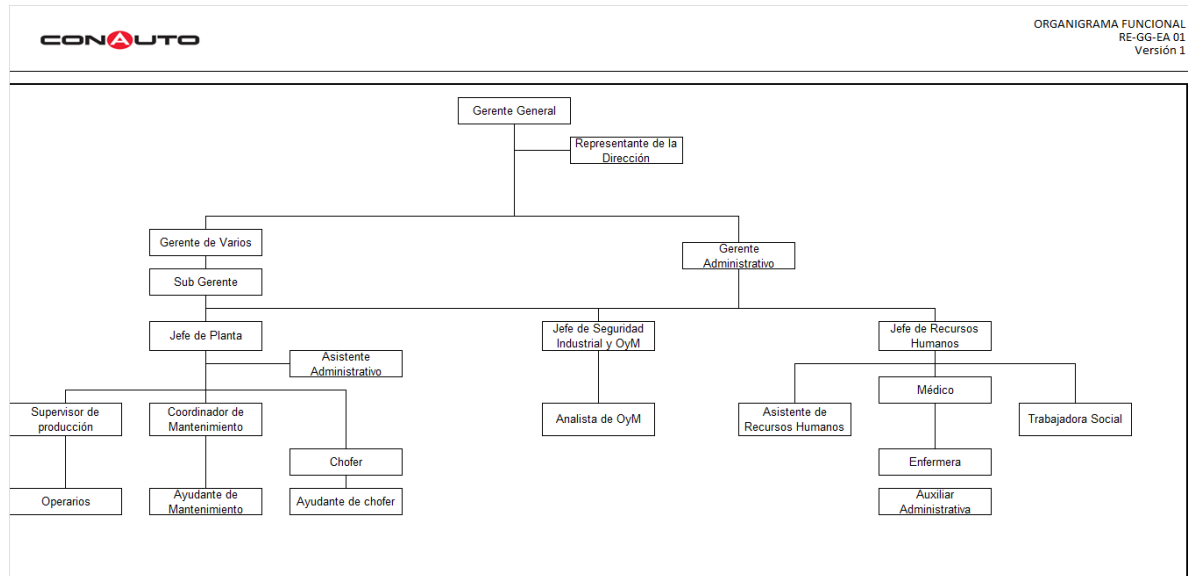 CONAUTO
ORGANIGRAMA FUNCIONAL
RE-GG-EA 01
Versión 1
Gerente General
Representante de la
Dirección
Gerente de Varios
Gerente
Administrativo
Sub Gerente
Jefe de Planta
Jefe de Seguridad
Industrial y OyM
Jefe de Recursos
Humanos
Asistente
Administrativo
Médico
Supervisor de
producción
Coordinador de
Mantenimiento
Analista de OyM
Asistente de
Recursos Humanos
Trabajadora Social
Chofer
Enfermera
Operarios
Ayudante de
Mantenimiento
Ayudante de chofer
Auxiliar
Administrativa